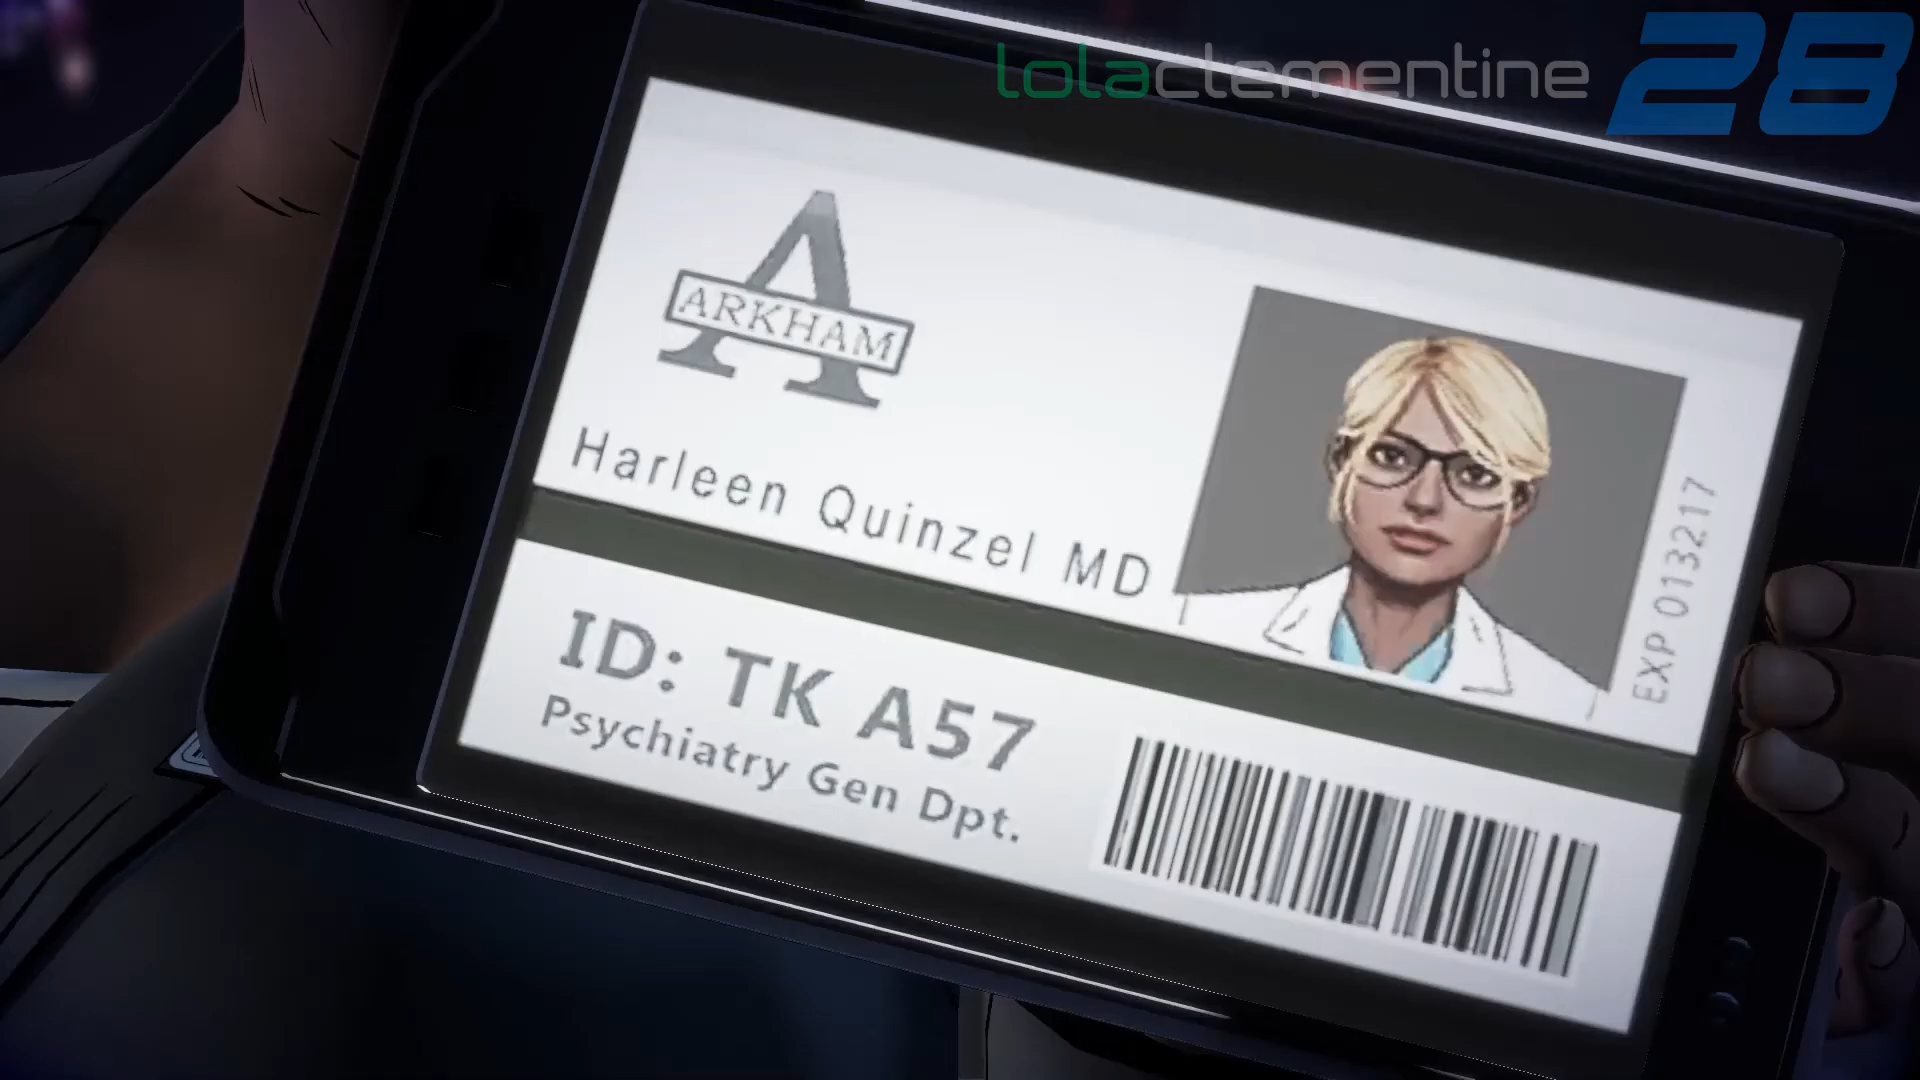 lolaclementine 28
ARKHAM
Harleen Quinzel MD
EXP 013217
ID: TK A57
Psychiatry Gen Dpt.